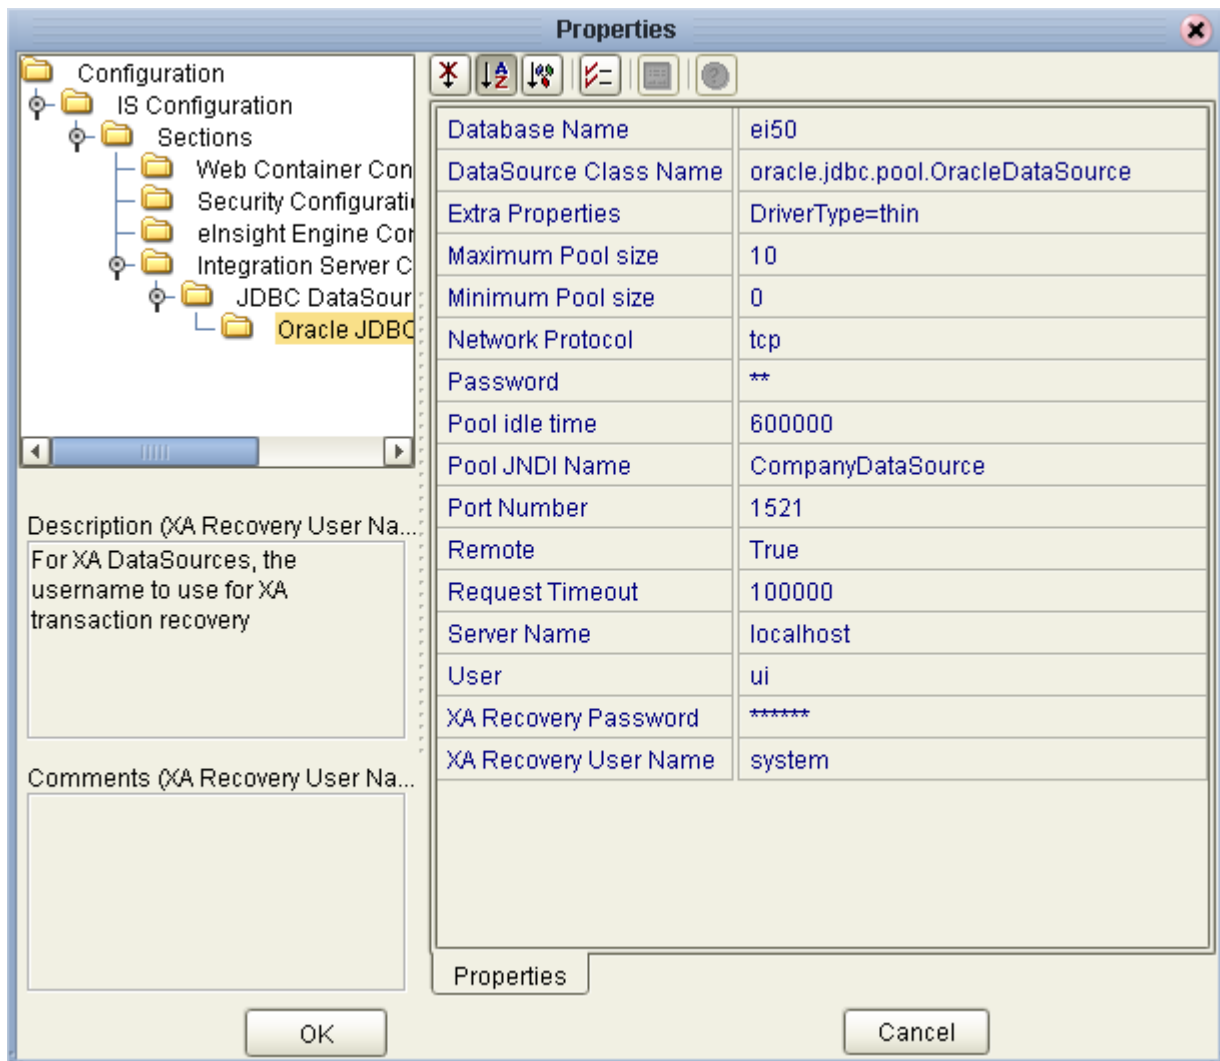 Properties
Configuration
IS Configuration
Sections
Web Container Con
Security Configurati
eInsight Engine Cor
Integration Server C
JDBC DataSour
Oracle JDBC
Description (XA Recovery User Na...
For XA DataSources, the
username to use for XA
transaction recovery
Comments (XA Recovery User Na...
Database Name ei50
DataSource Class Name oracle.jdbc.pool.OracleDataSource
Extra Properties DriverType=thin
Maximum Pool size 10
Minimum Pool size 0
Network Protocol tcp
Password **
Pool idle time 600000
Pool JNDI Name CompanyDataSource
Port Number 1521
Remote True
Request Timeout 100000
Server Name localhost
User ui
XA Recovery Password ******
XA Recovery User Name system
Properties
OK Cancel